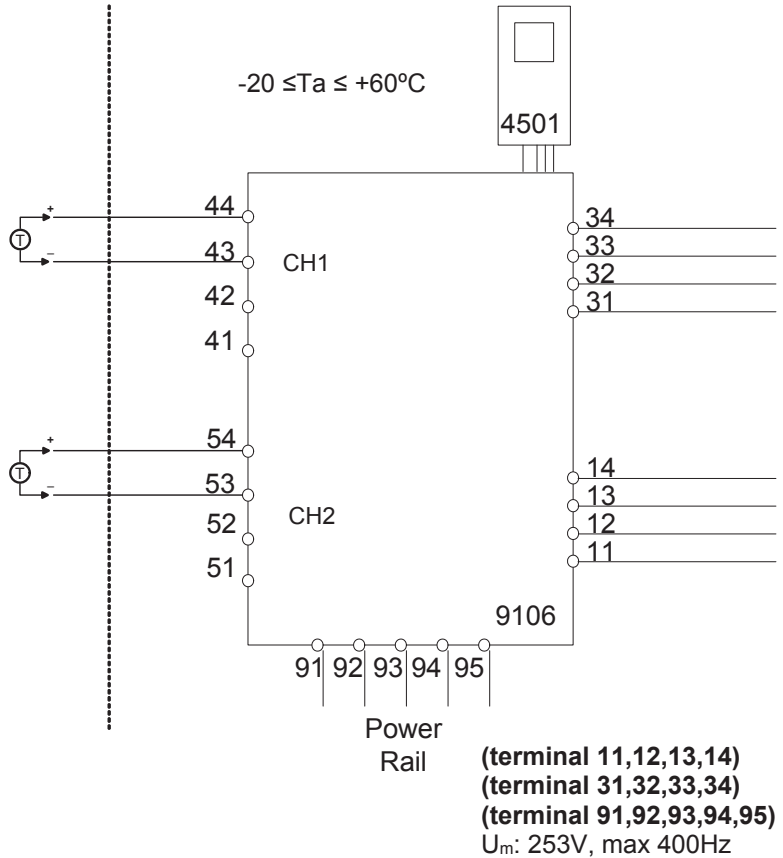 -20 ≤Ta ≤ +60ºC
4501
44
+
T
43
–
CH1
42
41
34
33
32
31
54
+
T
53
–
CH2
52
51
14
13
12
11
9106
91 92 93 94 95
Power
Rail
(terminal 11,12,13,14)
(terminal 31,32,33,34)
(terminal 91,92,93,94,95)
Um: 253V, max 400Hz